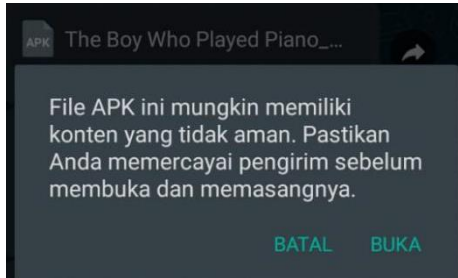 APK The Boy Who Played Piano_...
File APK ini mungkin memiliki
konten yang tidak aman. Pastikan
Anda memercayai pengirim sebelum
membuka dan memasangnya.
BATAL BUKA